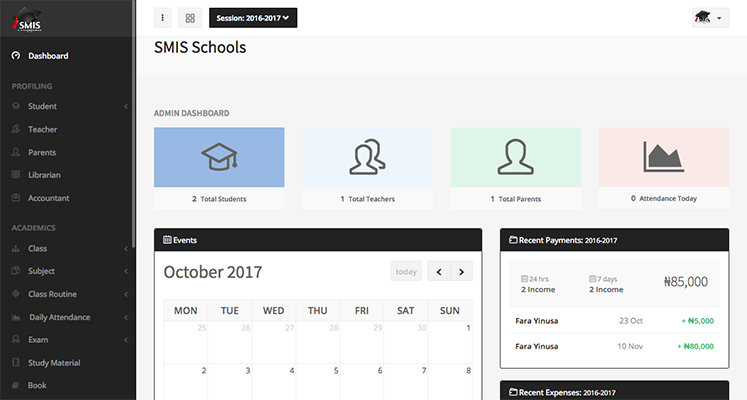 SMIS
Session: 2016-2017
SMIS Schools
Dashboard
PROFILING
Student
Teacher
Parents
Librarian
Accountant
ACADEMICS
Class
Subject
Class Routine
Daily Attendance
Exam
Study Material
Book
ADMIN DASHBOARD
2 Total Students
1 Total Teachers
1 Total Parents
0 Attendance Today
Events
October 2017
today
MON TUE WED THU FRI SAT SUN
25 26 27 28 29 30 1
2 3 4 5 6 7 8
Recent Payments: 2016-2017
24 hrs
2 Income
7 days
2 Income
₦85,000
Fara Yinusa 23 Oct + ₦5,000
Fara Yinusa 10 Nov + ₦80,000
Recent Expenses: 2016-2017